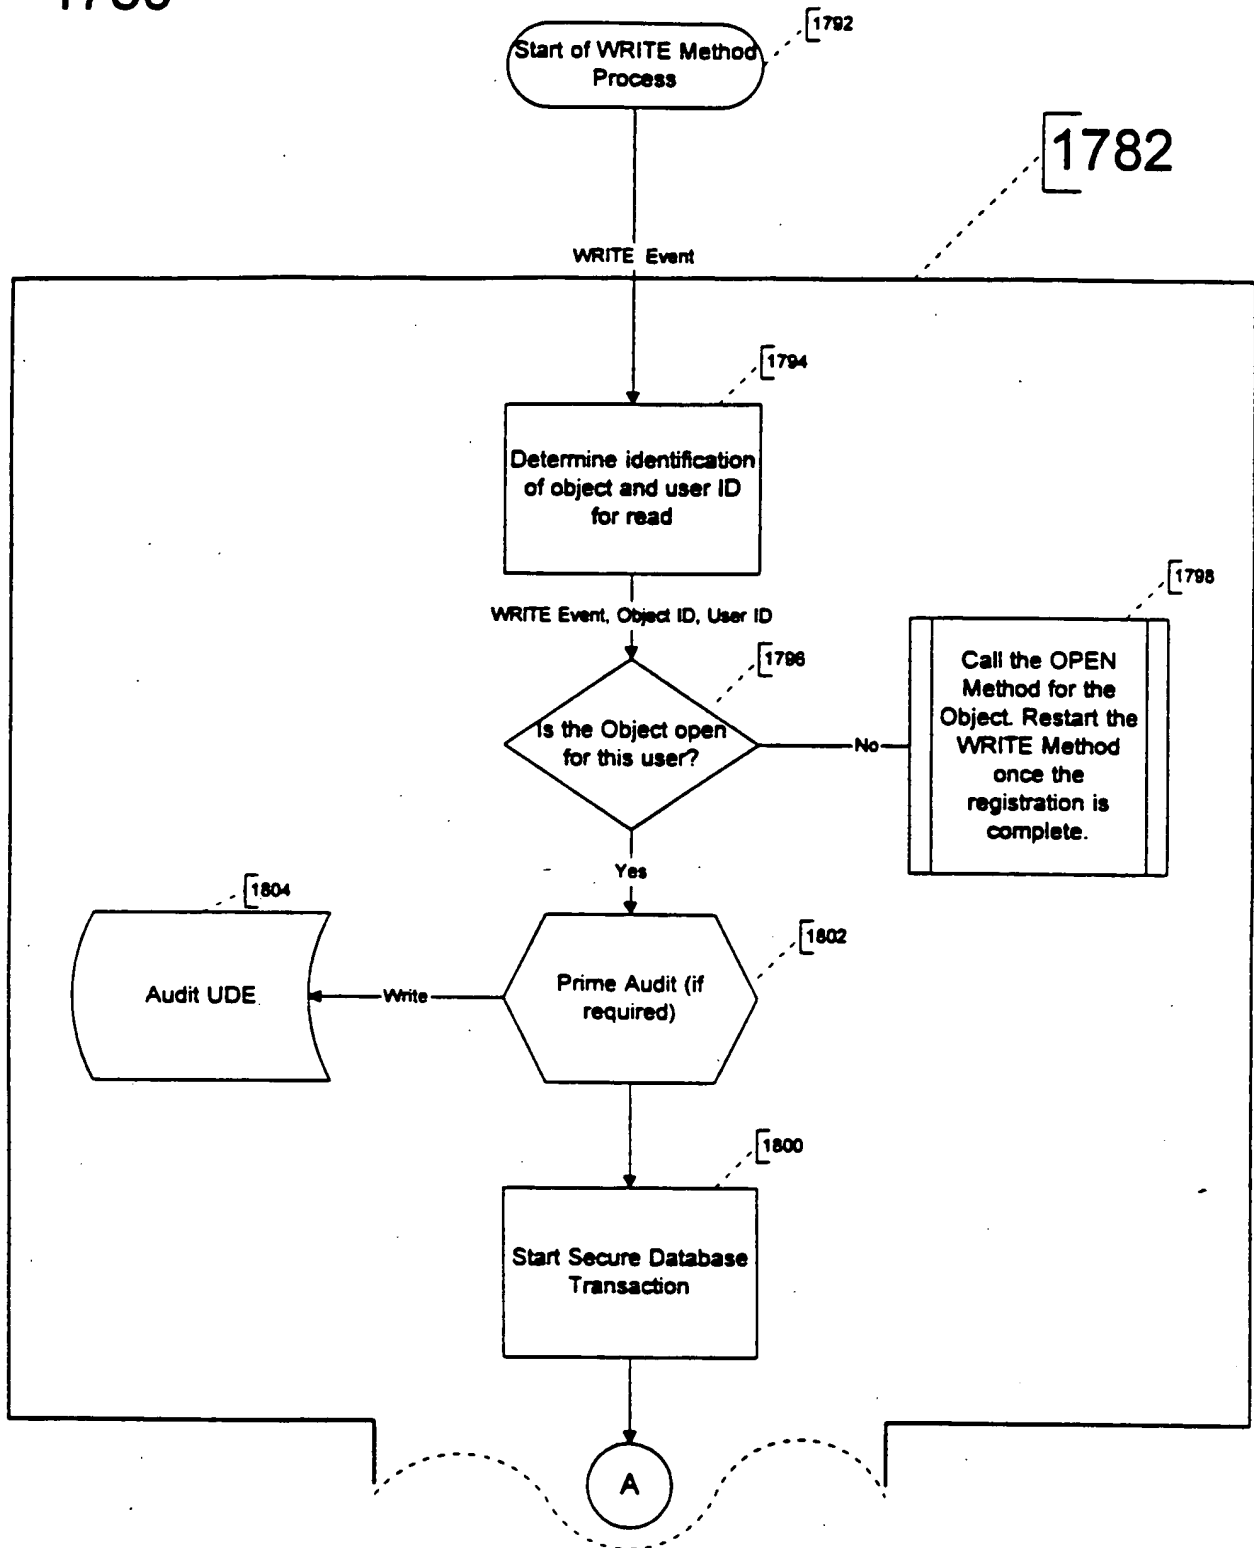 1792
Start of WRITE Method
Process
1782
WRITE Event
1794
Determine identification
of object and user ID
for read
1798
WRITE Event, Object ID, User ID
1796
Call the OPEN
Method for the
Object. Restart the
WRITE Method
once the
registration is
complete.
Is the Object open
for this user?
No
Yes
1804
1802
Audit UDE
Write
Prime Audit (if
required)
1800
Start Secure Database
Transaction
A